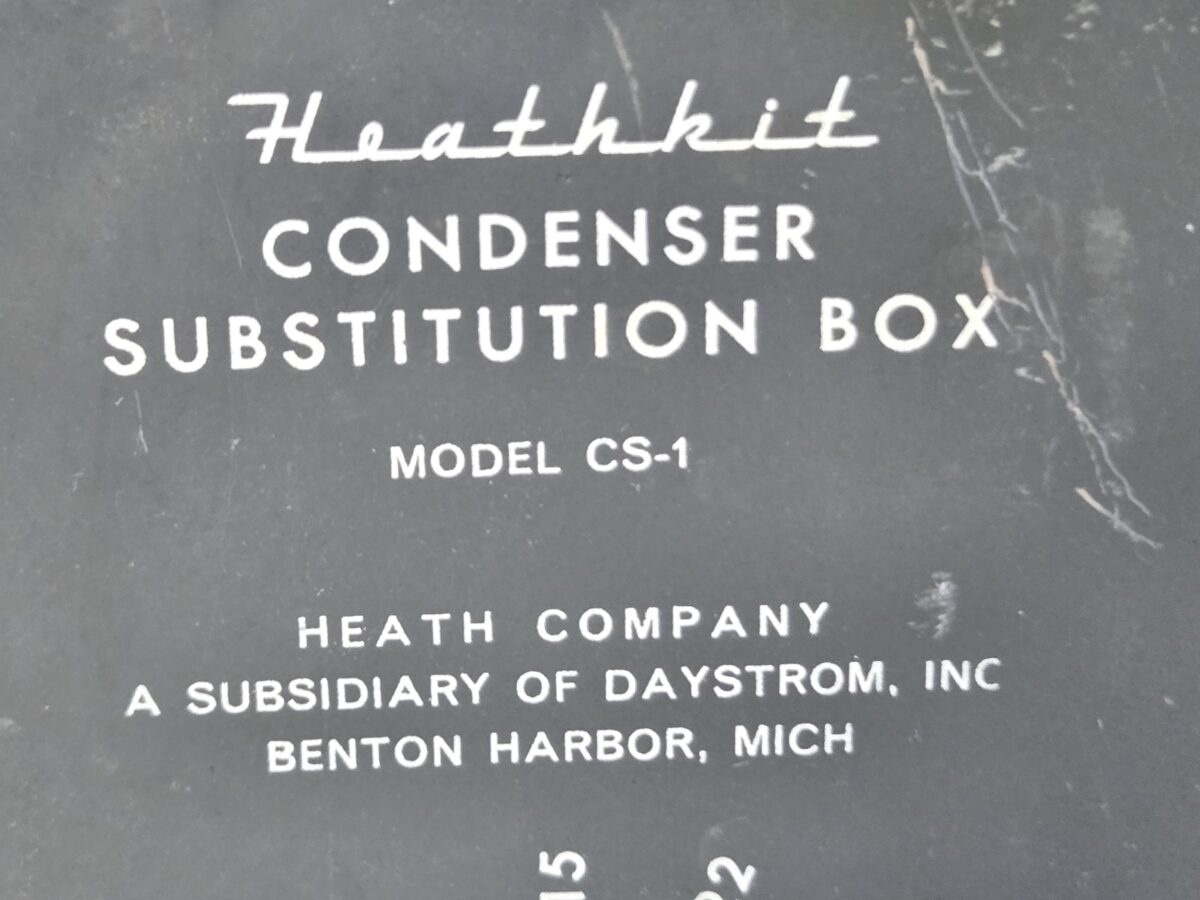 Heathkit
CONDENSER
SUBSTITUTION BOX
MODEL CS-1
HEATH COMPANY
A SUBSIDIARY OF DAYSTROM, INC
BENTON HARBOR, MICH